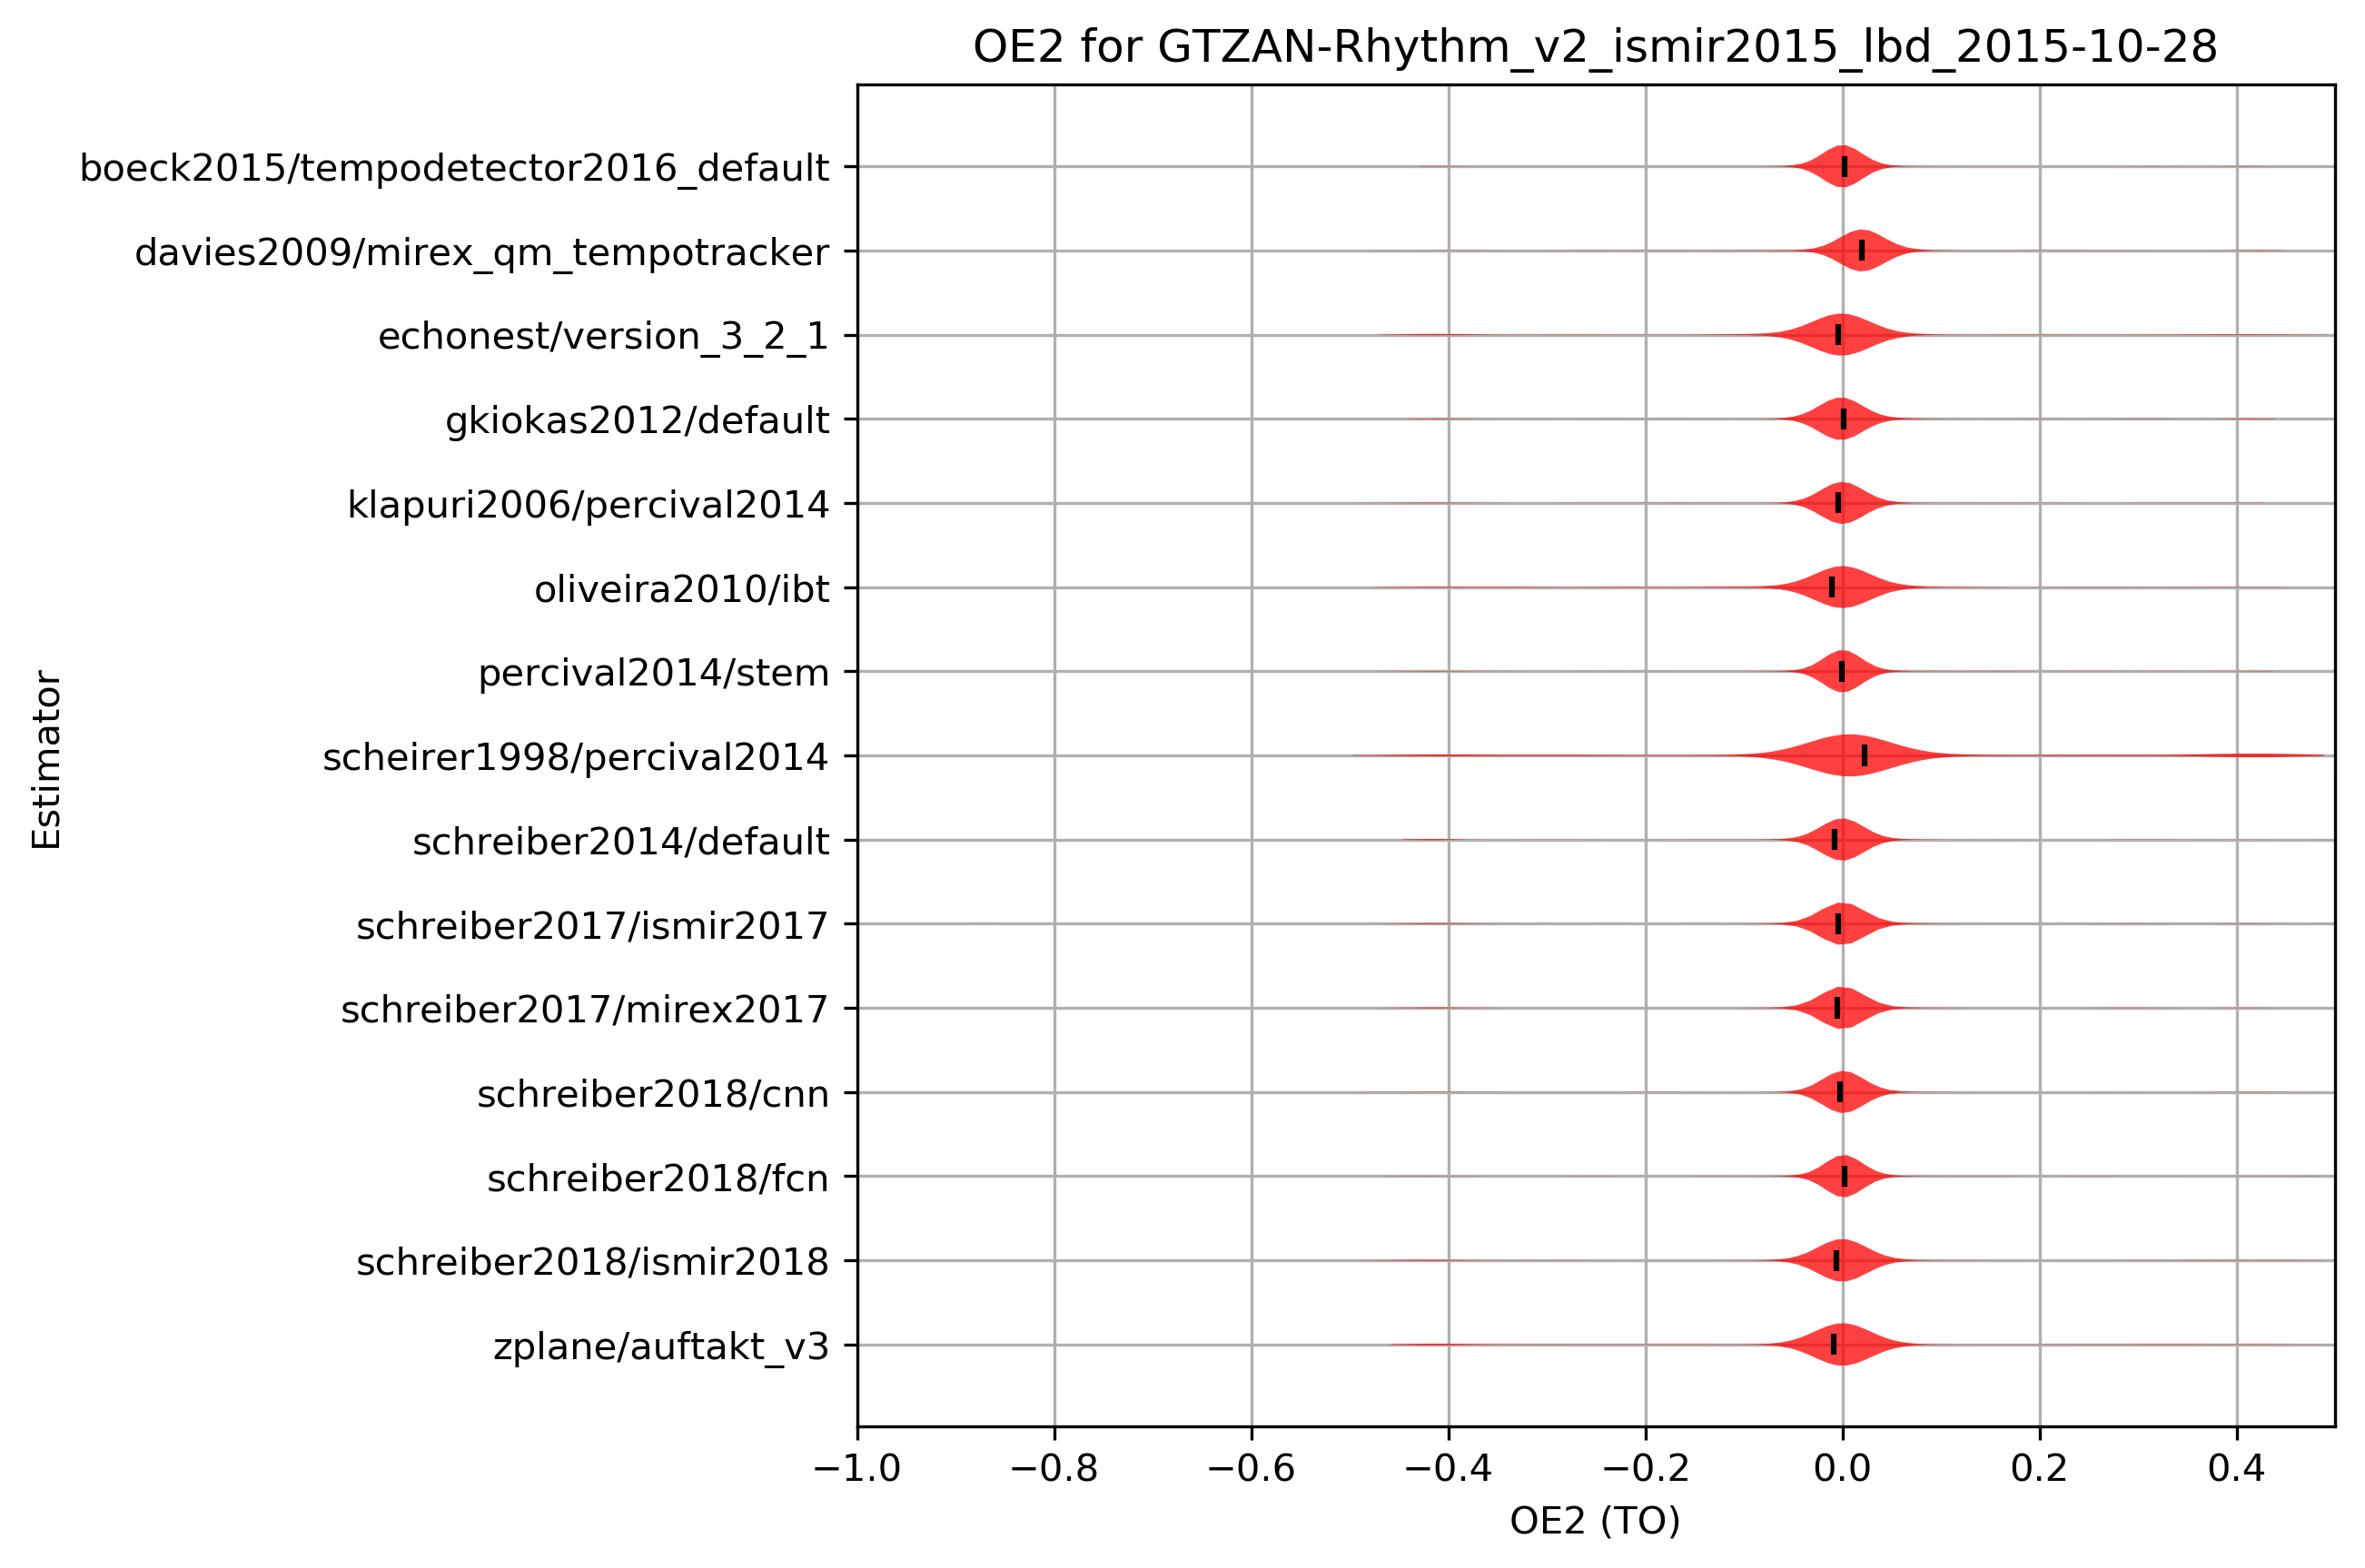 OE2 for GTZAN-Rhythm_v2_ismir2015_lbd_2015-10-28
boeck2015/tempodetector2016_default
davies2009/mirex_qm_tempotracker
echonest/version_3_2_1
gkiokas2012/default
klapuri2006/percival2014
oliveira2010/ibt
percival2014/stem
scheirer1998/percival2014
schreiber2014/default
schreiber2017/ismir2017
schreiber2017/mirex2017
schreiber2018/cnn
schreiber2018/fcn
schreiber2018/ismir2018
zplane/auftakt_v3
Estimator
−1.0 −0.8 −0.6 −0.4 −0.2 0.0 0.2 0.4
OE2 (TO)